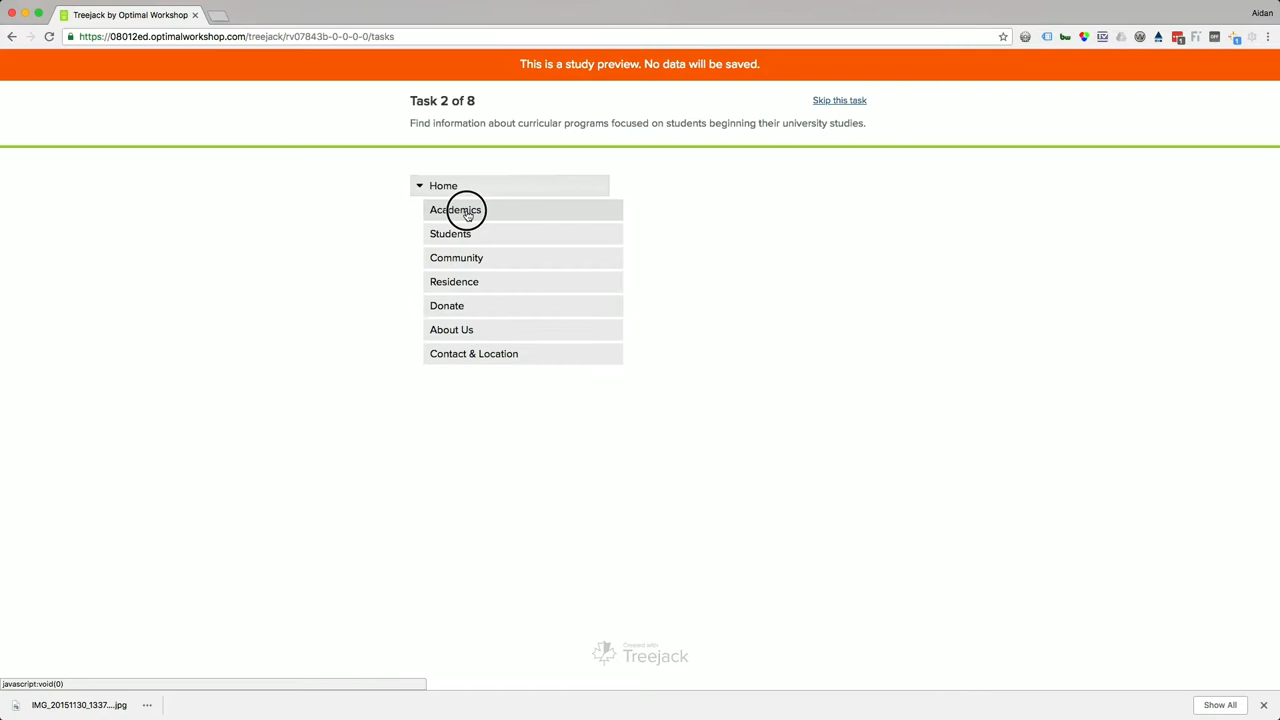 Treejack by Optimal Workshop
Aidan
https://08012ed.optimalworkshop.com/treejack/rv07843b-0-0-0-0/tasks
This is a study preview. No data will be saved.
Task 2 of 8
Skip this task
Find information about curricular programs focused on students beginning their university studies.
Home
Academics
Students
Community
Residence
Donate
About Us
Contact & Location
Created with
Treejack
javascript:void(0)
IMG_20151130_1337....jpg
Show All